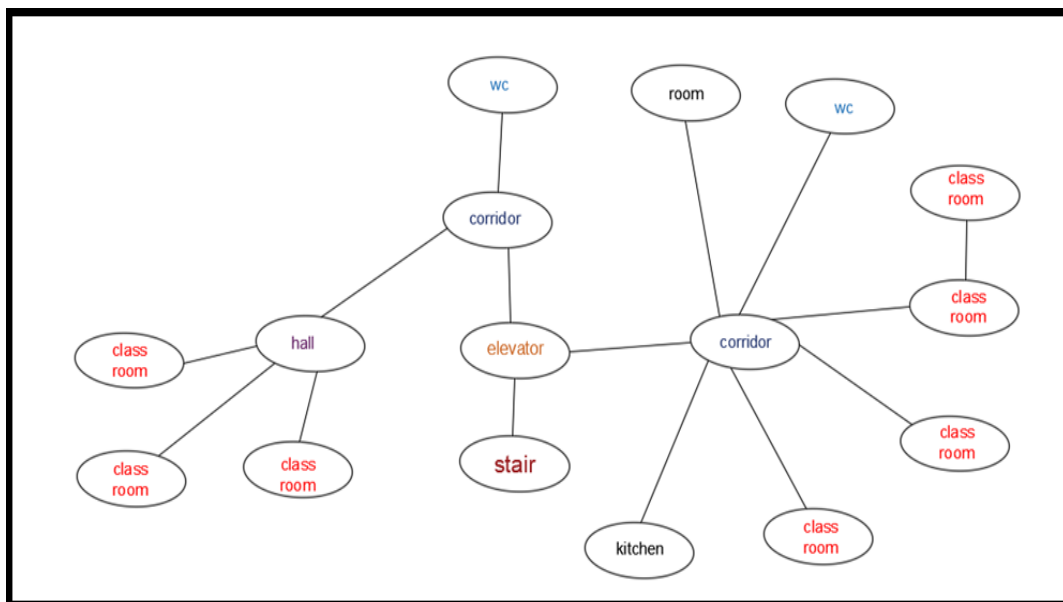 wc
room
wc
class
room
corridor
class
room
hall
elevator
corridor
class
room
class
room
class
room
class
room
stair
class
room
kitchen
class
room